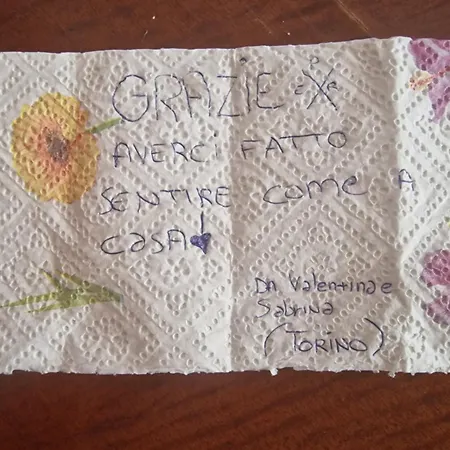 GRAZIE X
AVERCI FATTO
SENTIRE COME A
CASA
Da Valentina e
Sabrina
(TORINO)